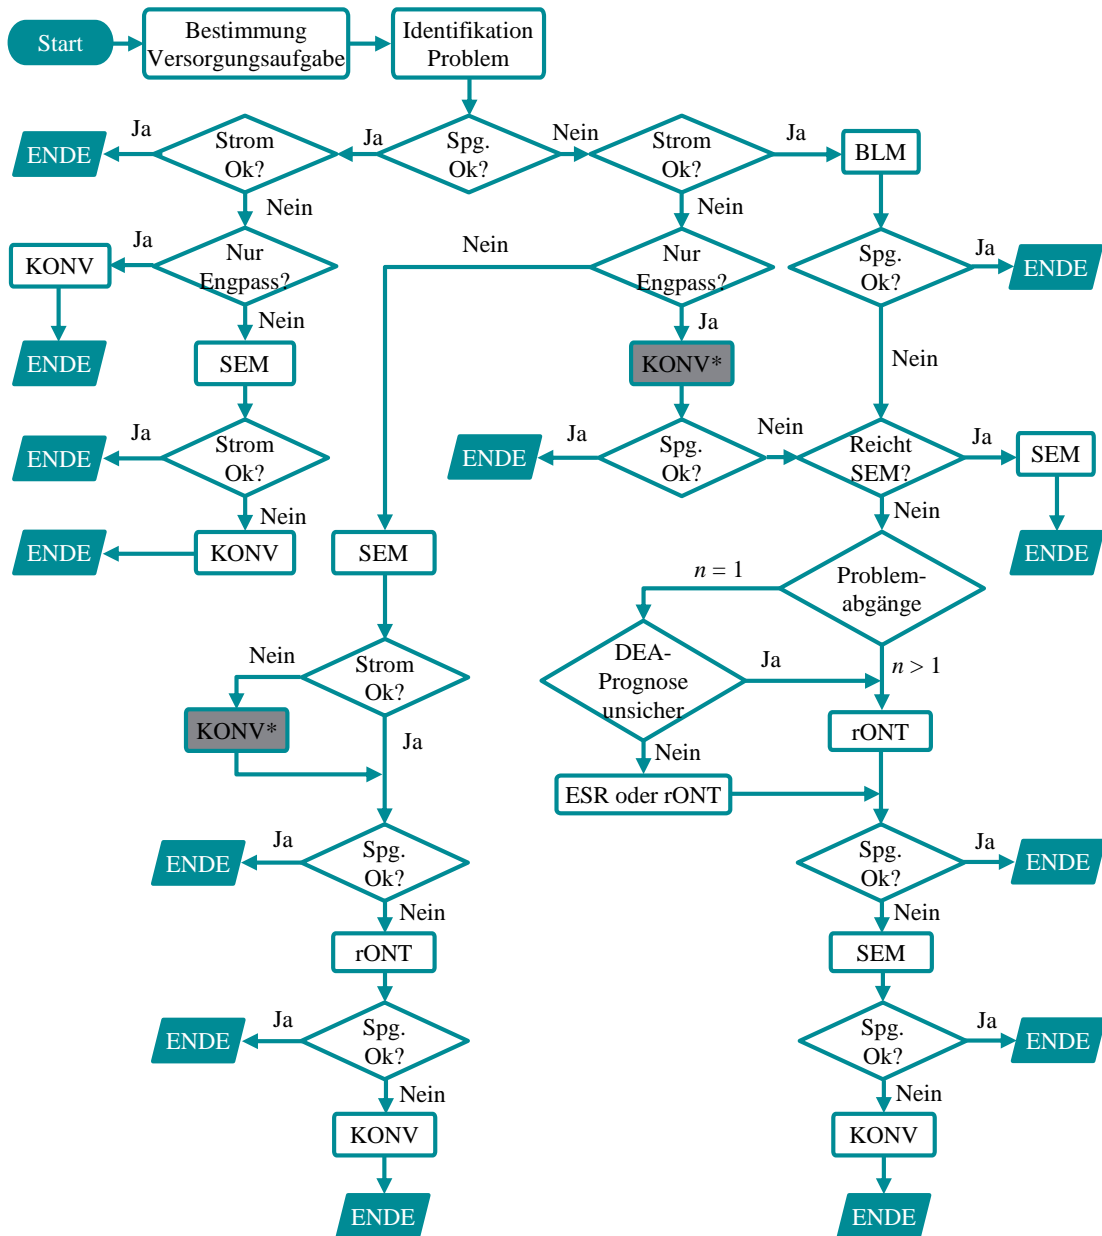 Start
Bestimmung
Versorgungsaufgabe
Identifikation
Problem
ENDE
Ja
Strom
Ok?
Ja
Spg.
Ok?
Nein
Strom
Ok?
Ja
BLM
Nein
Nein
KONV
Ja
Nur
Engpass?
Nein
Nur
Engpass?
Spg.
Ok?
Ja
ENDE
Nein
Ja
ENDE
SEM
KONV*
Nein
ENDE
Ja
Strom
Ok?
ENDE
Ja
Spg.
Ok?
Nein
Reicht
SEM?
Ja
SEM
Nein
Nein
ENDE
KONV
SEM
ENDE
n = 1
Problem-
abgänge
Nein
Strom
Ok?
DEA-
Prognose
unsicher
Ja
n > 1
KONV*
Ja
rONT
Nein
ESR oder rONT
ENDE
Ja
Spg.
Ok?
Spg.
Ok?
Ja
ENDE
Nein
Nein
rONT
SEM
ENDE
Ja
Spg.
Ok?
Spg.
Ok?
Ja
ENDE
Nein
Nein
KONV
KONV
ENDE
ENDE